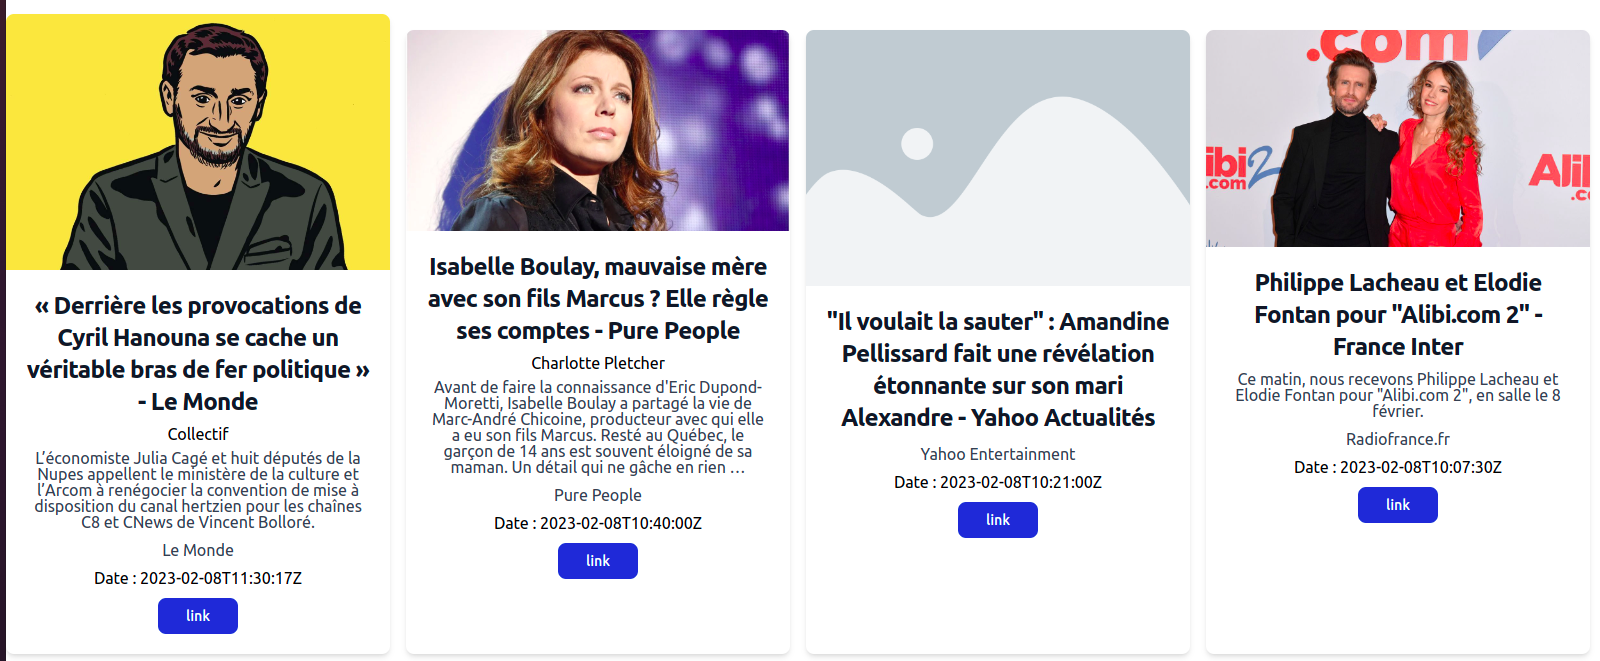 « Derrière les provocations de
Cyril Hanouna se cache un
véritable bras de fer politique »
- Le Monde
Collectif
L'économiste Julia Cagé et huit députés de la
Nupes appellent le ministère de la culture et
l'Arcom à renégocier la convention de mise à
disposition du canal hertzien pour les chaînes
C8 et CNews de Vincent Bolloré.
Le Monde
Date : 2023-02-08T11:30:17Z
link
Isabelle Boulay, mauvaise mère
avec son fils Marcus ? Elle règle
ses comptes - Pure People
Charlotte Pletcher
Avant de faire la connaissance d'Eric Dupond-
Moretti, Isabelle Boulay a partagé la vie de
Marc-André Chicoine, producteur avec qui elle
a eu son fils Marcus. Resté au Québec, le
garçon de 14 ans est souvent éloigné de sa
maman. Un détail qui ne gâche en rien …
Pure People
Date : 2023-02-08T10:40:00Z
link
"Il voulait la sauter" : Amandine
Pellissard fait une révélation
étonnante sur son mari
Alexandre - Yahoo Actualités
Yahoo Entertainment
Date : 2023-02-08T10:21:00Z
link
.com
ibi 2
.com
Ali
.c
Philippe Lacheau et Elodie
Fontan pour "Alibi.com 2" -
France Inter
Ce matin, nous recevons Philippe Lacheau et
Elodie Fontan pour "Alibi.com 2", en salle le 8
février.
Radiofrance.fr
Date : 2023-02-08T10:07:30Z
link